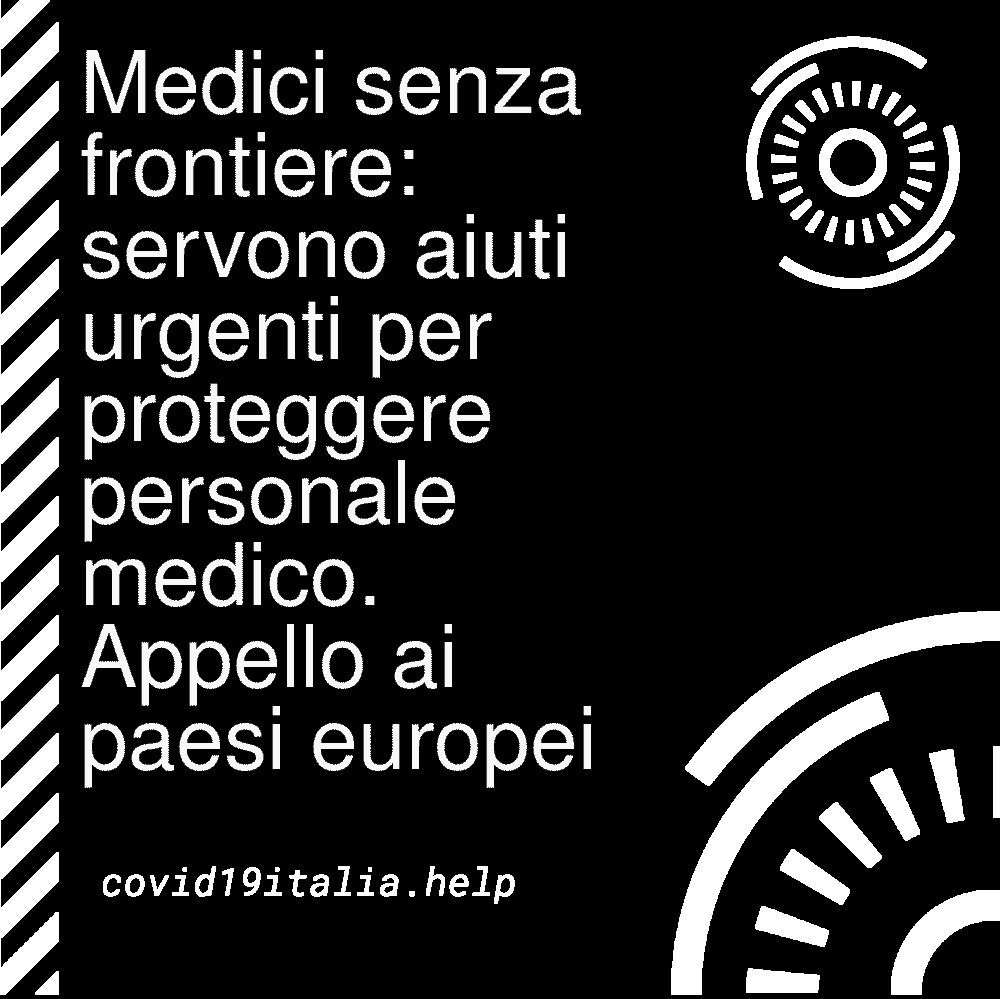 Medici senza
frontiere:
servono aiuti
urgenti per
proteggere
personale
medico.
Appello ai
paesi europei
covid19italia.help